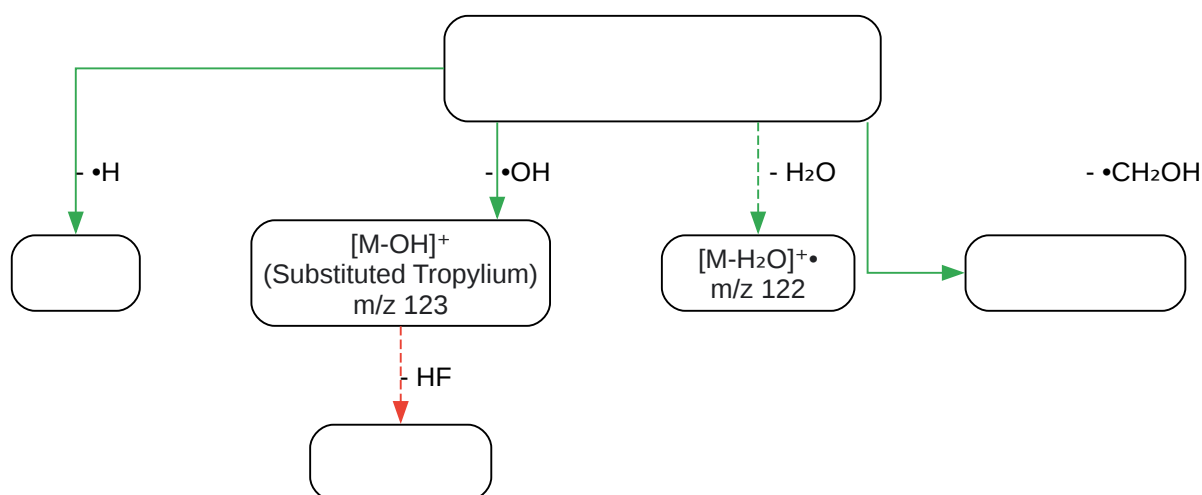 - •H
- •OH
- H₂O
- •CH₂OH
[M-OH]⁺
(Substituted Tropylium)
m/z 123
[M-H₂O]⁺•
m/z 122
- HF